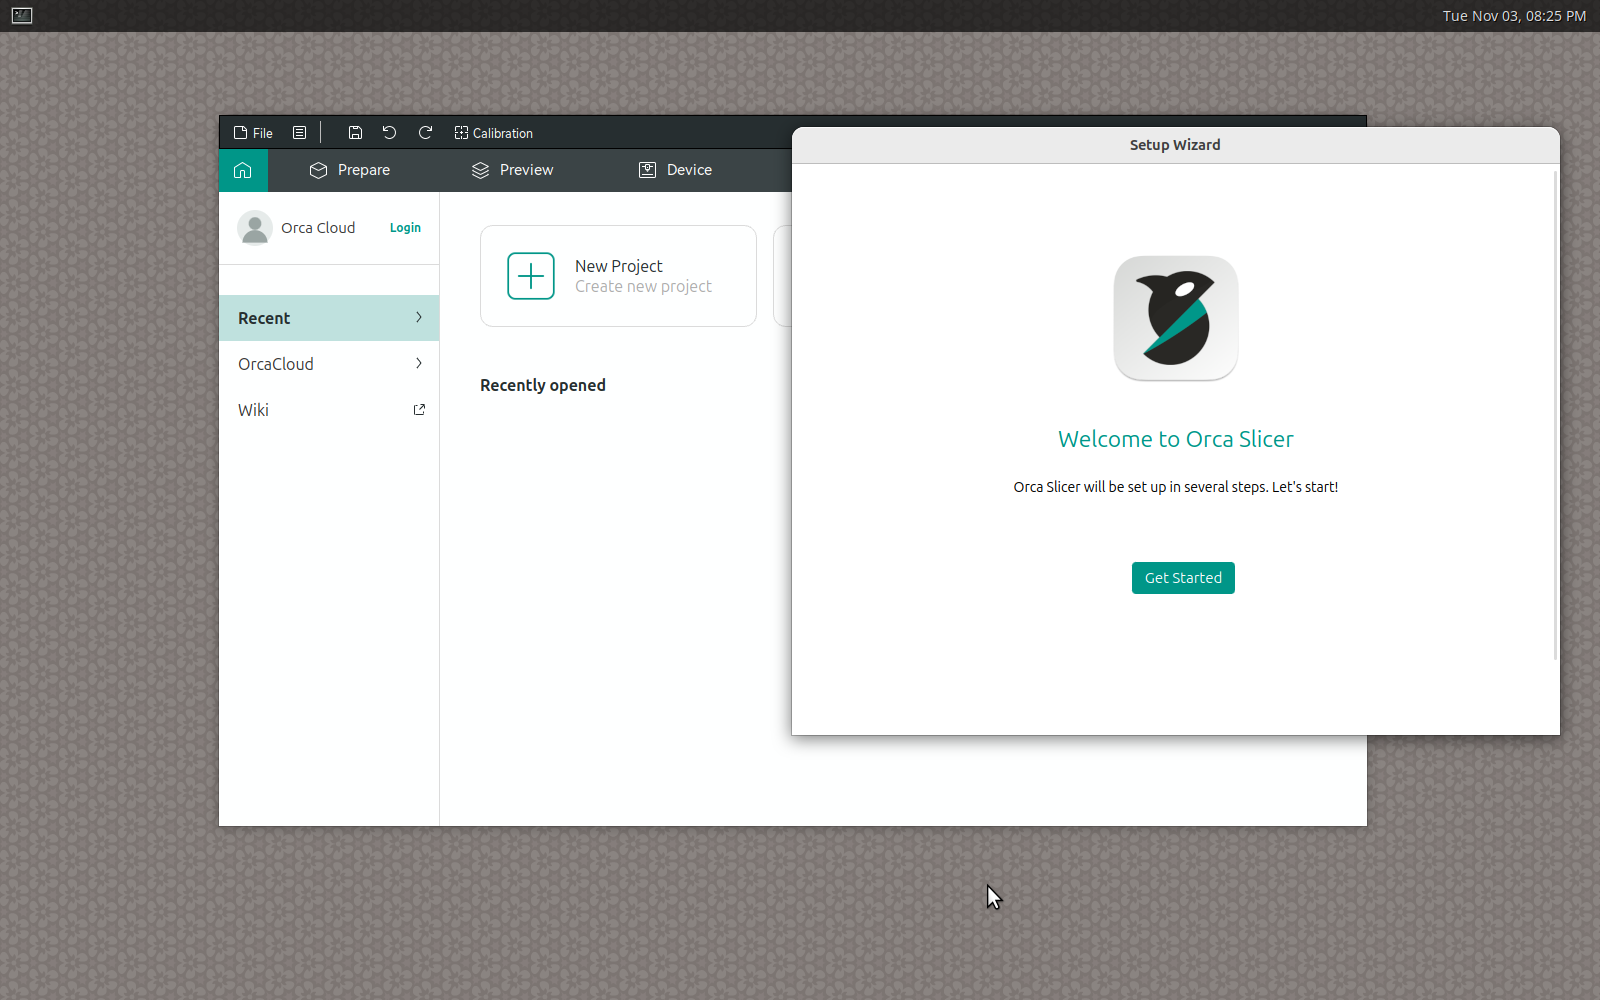 Tue Nov 03, 08:25 PM
File
Calibration
Prepare
Preview
Device
Orca Cloud
Login
Recent
OrcaCloud
Wiki
New Project
Create new project
Recently opened
Setup Wizard
Welcome to Orca Slicer
Orca Slicer will be set up in several steps. Let's start!
Get Started